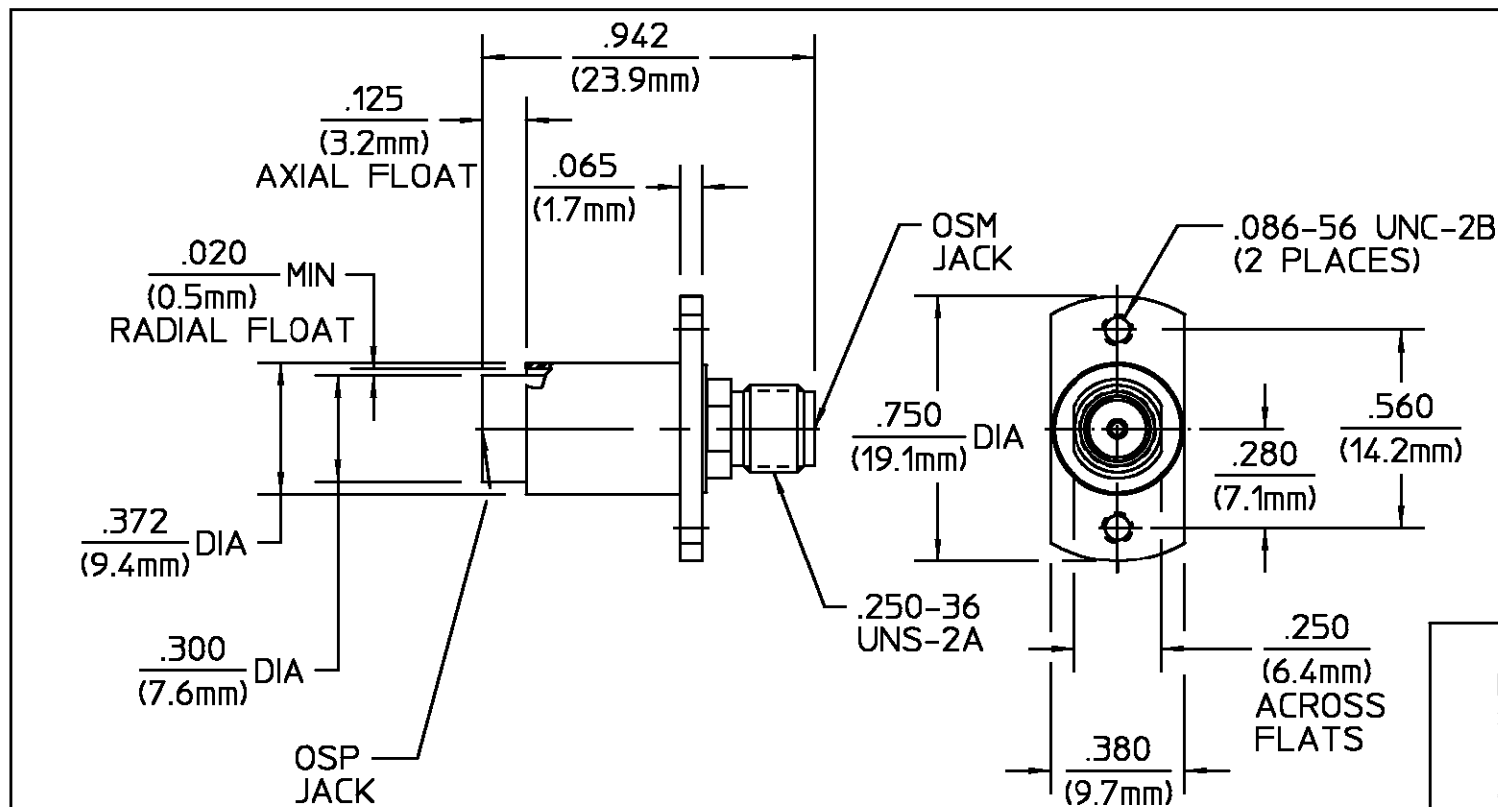 .942
(23.9mm)
.125
(3.2mm)
AXIAL FLOAT
.065
(1.7mm)
.020
(0.5mm)
MIN
RADIAL FLOAT
OSM
JACK
.086-56 UNC-2B
(2 PLACES)
.750
(19.1mm)
DIA
.560
(14.2mm)
.280
(7.1mm)
.372
(9.4mm)
DIA
.250-36
UNS-2A
.300
(7.6mm)
DIA
.250
(6.4mm)
ACROSS
FLATS
OSP
JACK
.380
(9.7mm)